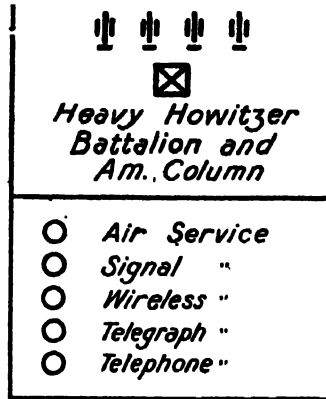 Heavy Howitzer
Battalion and
Am. Column
Air Service
Signal "
Wireless "
Telegraph "
Telephone "